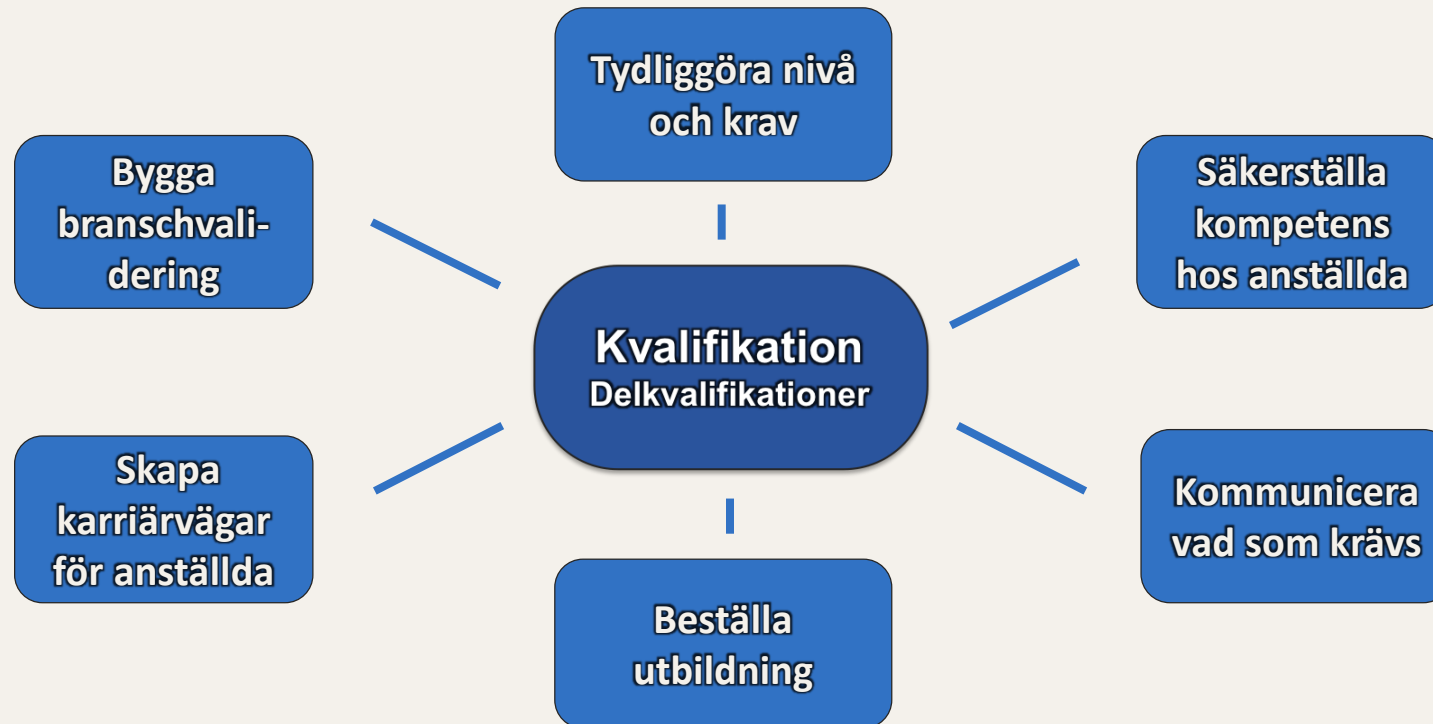 Tydliggöra nivå
och krav
Bygga
branschvali-
dering
Säkerställa
kompetens
hos anställda
Kvalifikation
Delkvalifikationer
Skapa
karriärvägar
för anställda
Kommunicera
vad som krävs
Beställa
utbildning